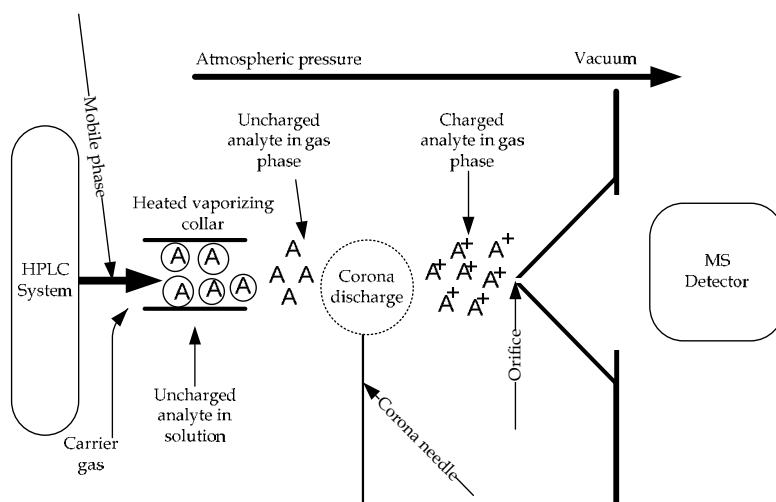 Atmospheric pressure
Vacuum
Mobile phase
Uncharged
analyte in gas
phase
Charged
analyte in gas
phase
Heated vaporizing
collar
HPLC
System
A
A
A
A
A
A
A
A
A
Corona
discharge
A+
A+
A+
A+
A+
A+
A+
MS
Detector
Orifice
Uncharged
analyte in
solution
Carrier
gas
Corona needle